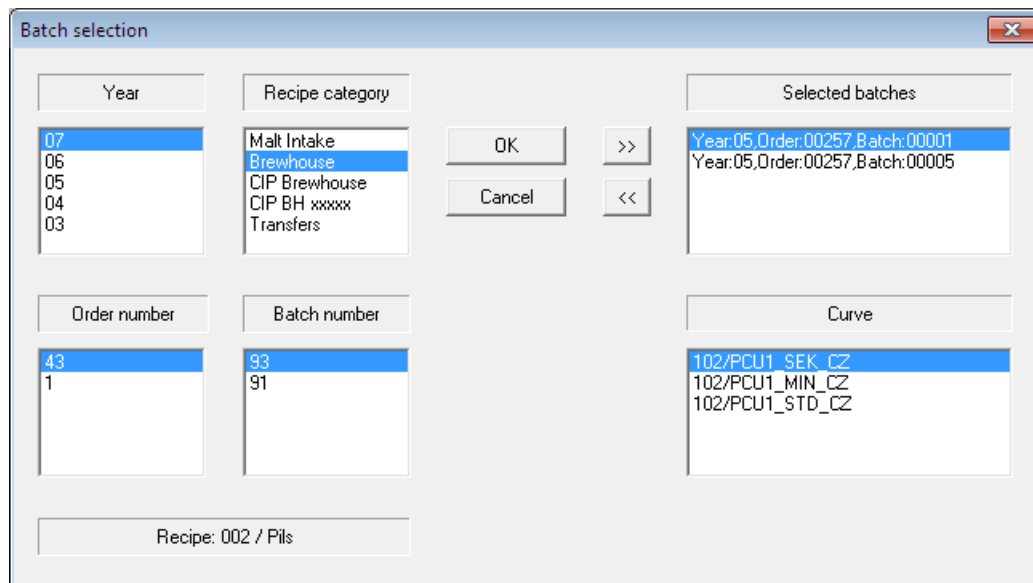 Batch selection
Year
Recipe category
Selected batches
07
06
05
04
03
Malt Intake
Brewhouse
CIP Brewhouse
CIP BH xxxxx
Transfers
OK
>>
Cancel
<<
Year:05,Order:00257,Batch:00001
Year:05,Order:00257,Batch:00005
Order number
Batch number
Curve
43
1
93
91
102/PCU1_SEK_CZ
102/PCU1_MIN_CZ
102/PCU1_STD_CZ
Recipe: 002 / Pils